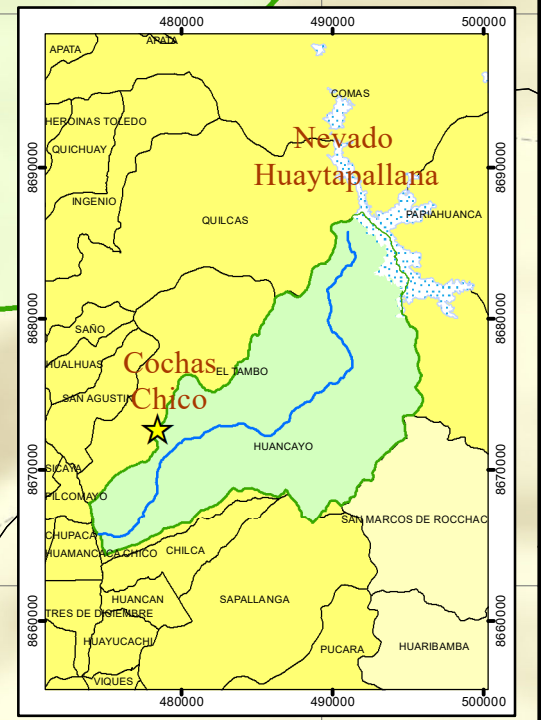 480000 490000 500000
APATA
APATA
COMAS
HEROINAS TOLEDO
QUICHUAY
Nevado
Huaytapallana
8690000
8690000
INGENIO
QUILCAS
PARIAHUANCA
8680000
8680000
SAÑO
HUALHUAS
Cochas
Chico
EL TAMBO
SAN AGUSTIN
HUANCAYO
8670000
8670000
SICAYA
PILCOMAYO
SAN MARCOS DE ROCCHAC
CHUPACA
HUAMANCACA CHICO
CHILCA
HUANCAN
SAPALLANGA
TRES DE DICIEMBRE
8660000
8660000
HUAYUCACHI
PUCARA
HUARIBAMBA
VIQUES
480000 490000 500000